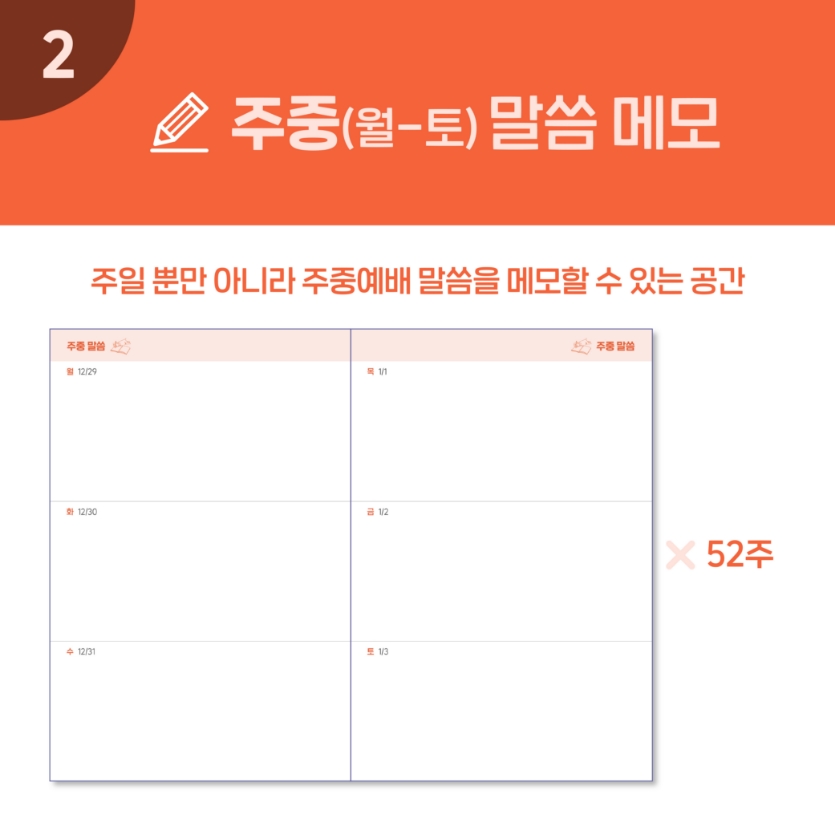 2
주중(월-토) 말씀 메모
주일 뿐만 아니라 주중예배 말씀을 메모할 수 있는 공간
주중 말씀
주중 말씀
월 12/29
목 1/1
화 12/30
금 1/2
수 12/31
토 1/3
× 52주